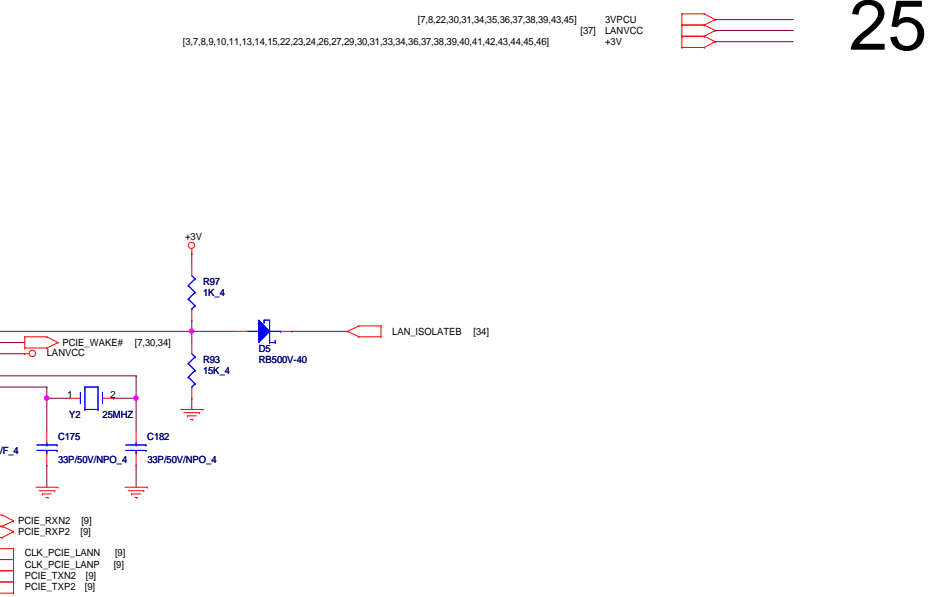 [7,8,22,30,31,34,35,36,37,38,39,43,45] 3VPCU
[37] LANVCC
[3,7,8,9,10,11,13,14,15,22,23,24,26,27,29,30,31,33,34,36,37,38,39,40,41,42,43,44,45,46] +3V
25
+3V
R97
1K_4
LAN_ISOLATEB [34]
PCIE_WAKE# [7,30,34]
LANVCC
D5
RB500V-40
R93
15K_4
1 2
Y2 25MHZ
C175 C182
/F_4 33P/50V/NPO_4 33P/50V/NPO_4
PCIE_RXN2 [9]
PCIE_RXP2 [9]
CLK_PCIE_LANN [9]
CLK_PCIE_LANP [9]
PCIE_TXN2 [9]
PCIE_TXP2 [9]